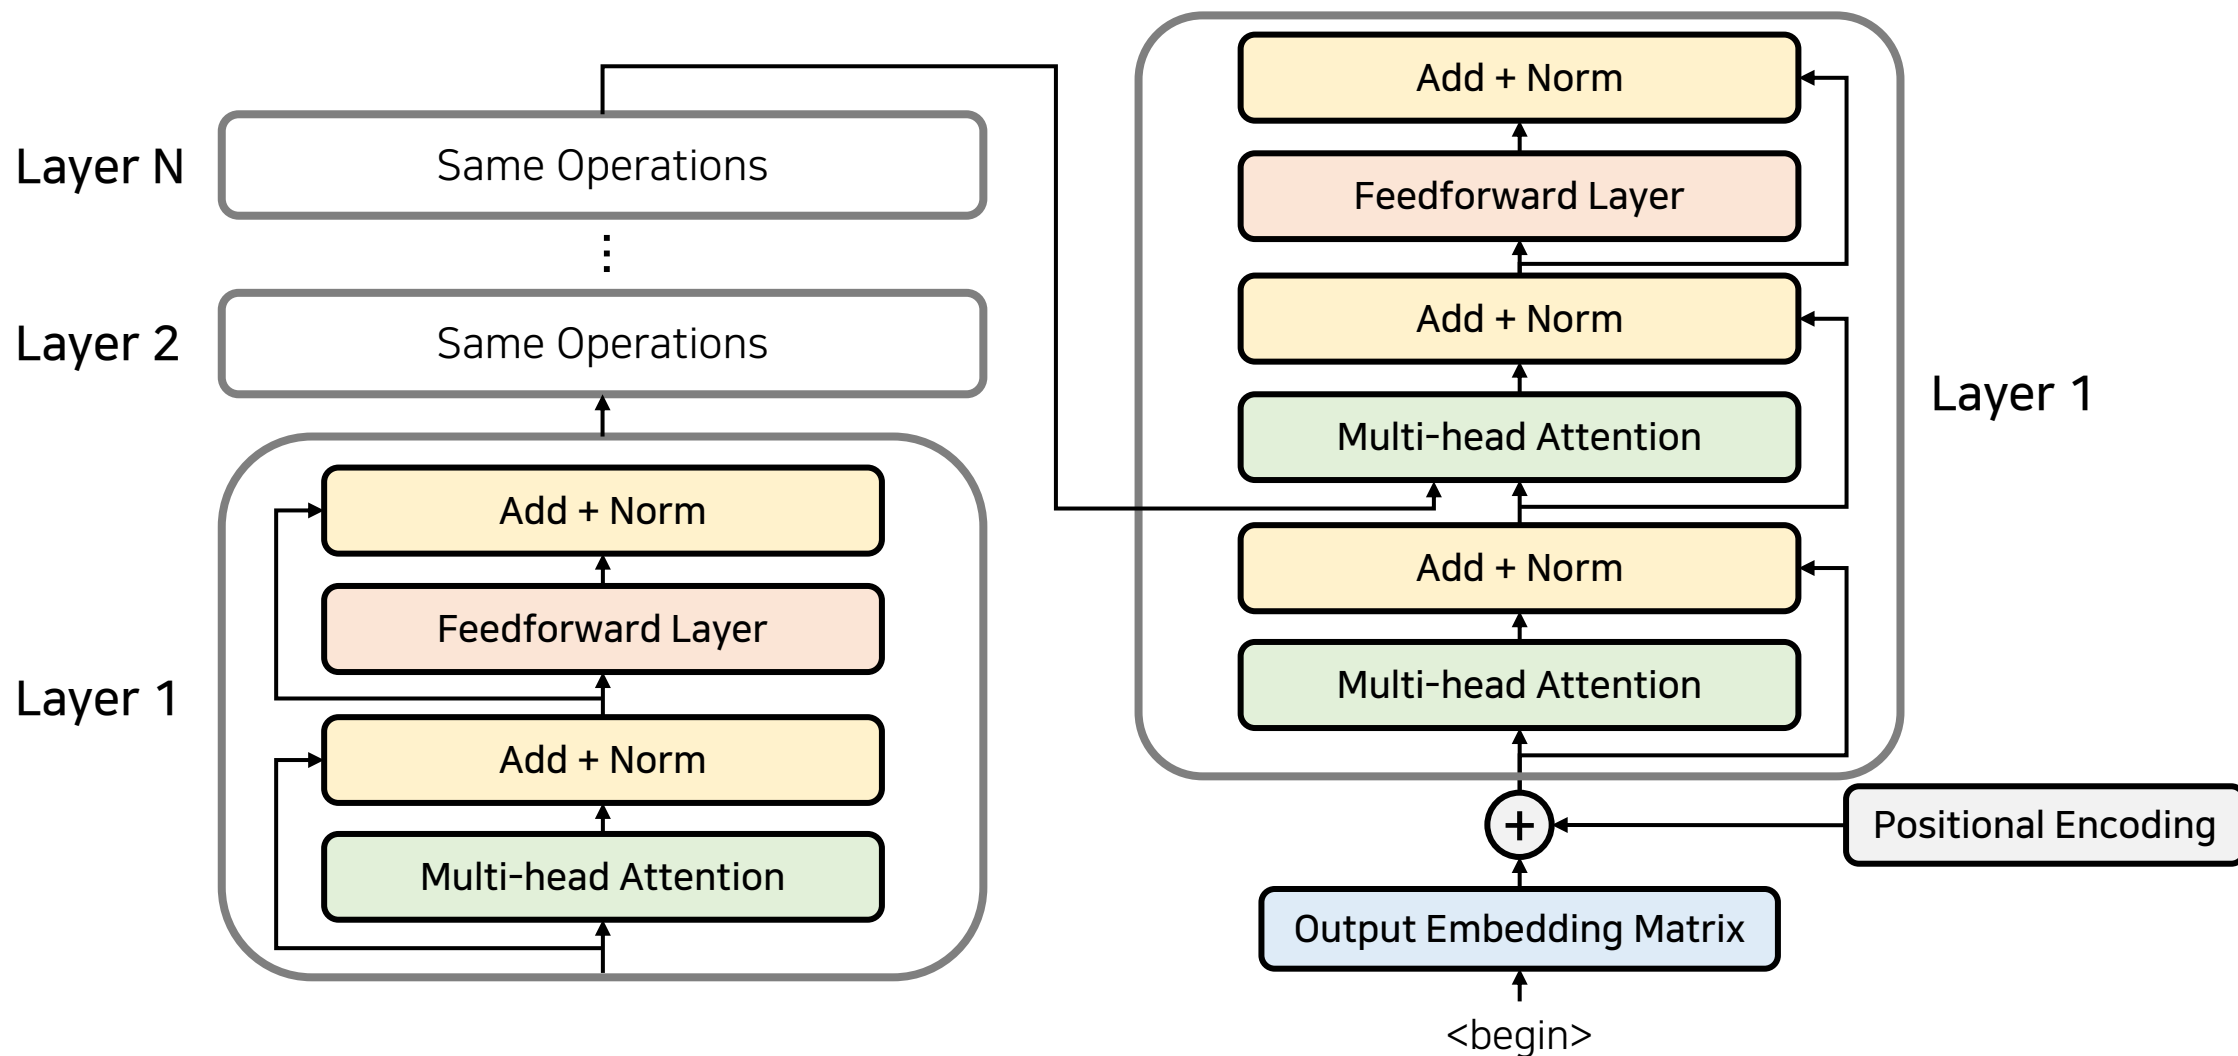 Layer N
Same Operations
Layer 2
Same Operations
Layer 1
Add + Norm
Feedforward Layer
Add + Norm
Multi-head Attention
Add + Norm
Feedforward Layer
Add + Norm
Multi-head Attention
Add + Norm
Multi-head Attention
Layer 1
+
Positional Encoding
Output Embedding Matrix
<begin>